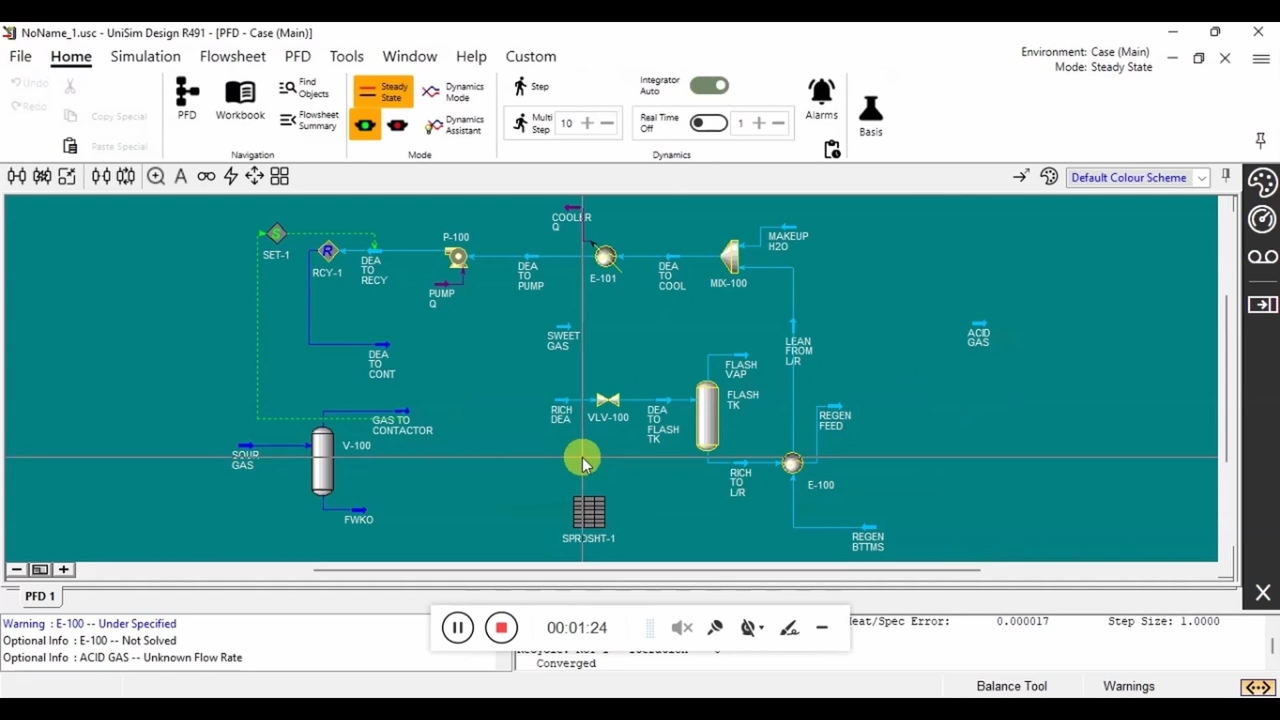 NoName_1.usc - UniSim Design R491 - [PFD - Case (Main)]
File Home Simulation Flowsheet PFD Tools Window Help Custom
Environment: Case (Main)
Mode: Steady State
Undo
Redo
Copy Special
Paste Special
PFD
Workbook
Find Objects
Flowsheet Summary
Navigation
Steady State
Dynamics Mode
Dynamics Assistant
Mode
Step
Multi Step 10
Integrator Auto
Real Time Off 1
Dynamics
Alarms
Basis
Default Colour Scheme
SET-1
RCY-1
DEA
TO
RECY
P-100
PUMP
Q
DEA
TO
PUMP
COOLER
Q
E-101
DEA
TO
COOL
MIX-100
MAKEUP
H2O
DEA
TO
CONT
SWEET
GAS
LEAN
FROM
L/R
ACID
GAS
FLASH
VAP
FLASH
TK
GAS TO
CONTACTOR
RICH
DEA
VLV-100
DEA
TO
FLASH
TK
REGEN
FEED
SOUR
GAS
V-100
FWKO
RICH
TO
L/R
E-100
SPRDSHT-1
REGEN
BTTMS
PFD 1
Warning : E-100 -- Under Specified
Optional Info : E-100 -- Not Solved
Optional Info : ACID GAS -- Unknown Flow Rate
00:01:24
Heat/Spec Error: 0.000017 Step Size: 1.0000
Converged
Balance Tool
Warnings